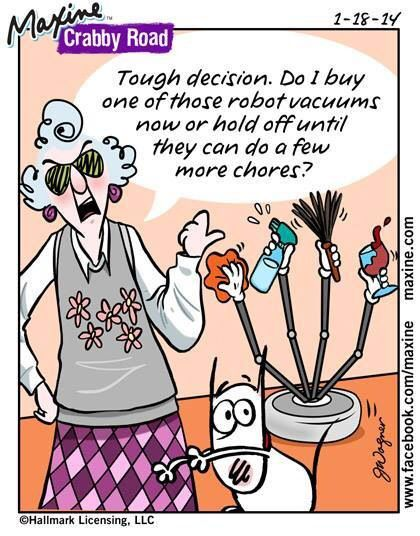 Maxine™
Crabby Road
1-18-14
Tough decision. Do I buy
one of those robot vacuums
now or hold off until
they can do a few
more chores?
www.facebook.com/maxine maxine.com
JWagner
©Hallmark Licensing, LLC